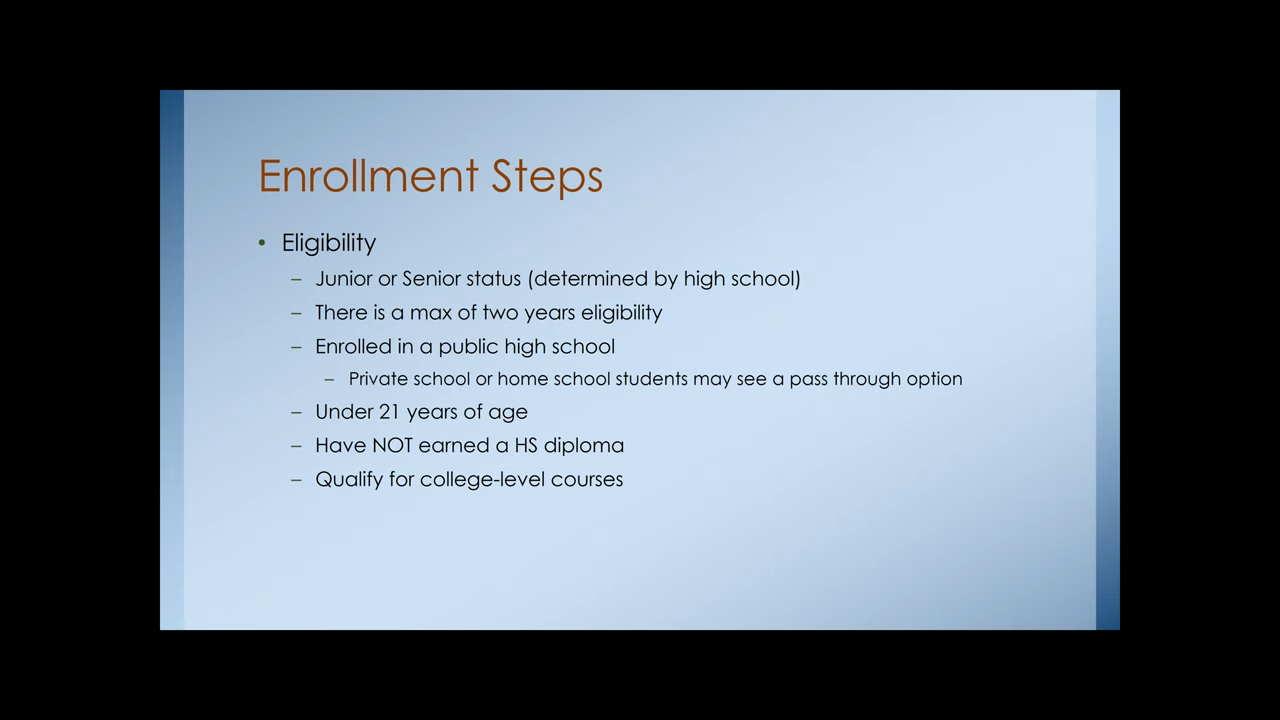 Enrollment Steps
• Eligibility
– Junior or Senior status (determined by high school)
– There is a max of two years eligibility
– Enrolled in a public high school
– Private school or home school students may see a pass through option
– Under 21 years of age
– Have NOT earned a HS diploma
– Qualify for college-level courses